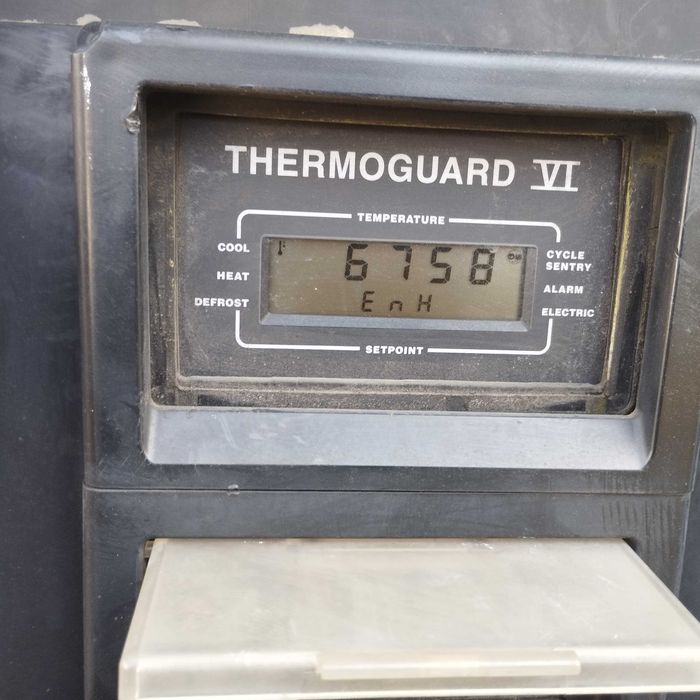 THERMOGUARD VI
TEMPERATURE
COOL
HEAT
DEFROST
6758
EnH
CYCLE
SENTRY
ALARM
ELECTRIC
SETPOINT